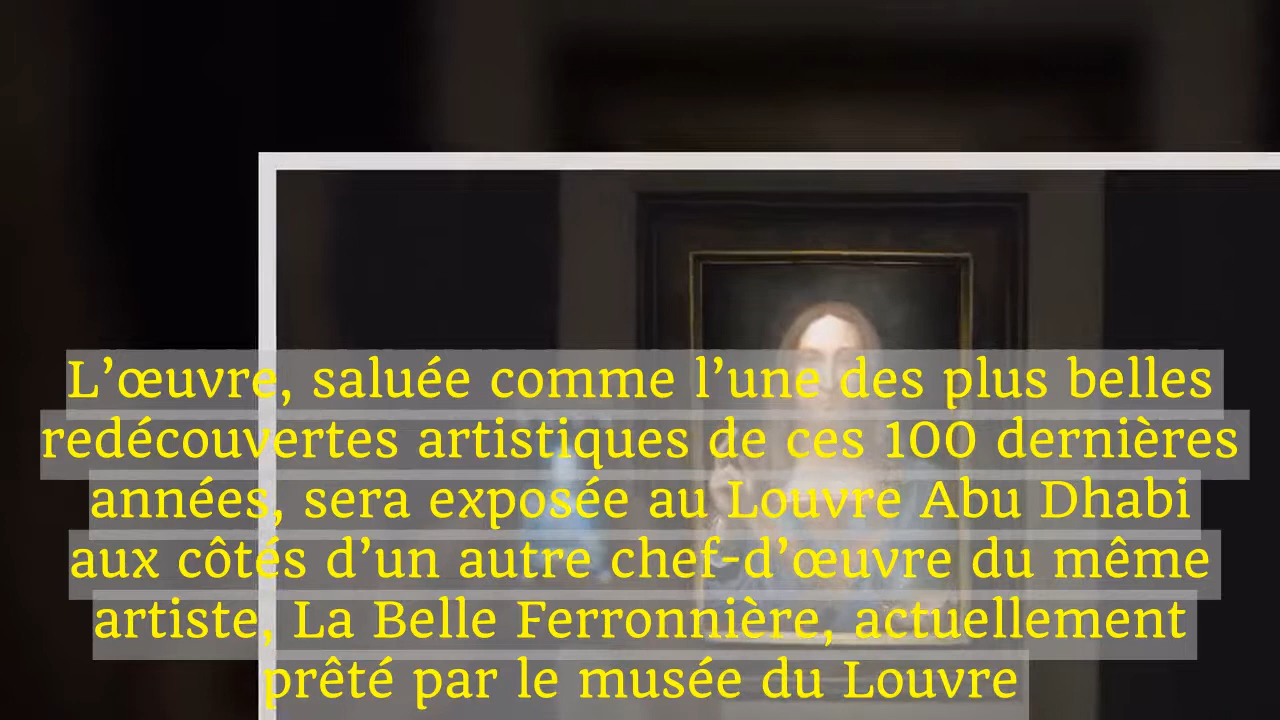 L’œuvre, saluée comme l’une des plus belles
redécouvertes artistiques de ces 100 dernières
années, sera exposée au Louvre Abu Dhabi
aux côtés d’un autre chef-d’œuvre du même
artiste, La Belle Ferronnière, actuellement
prêté par le musée du Louvre